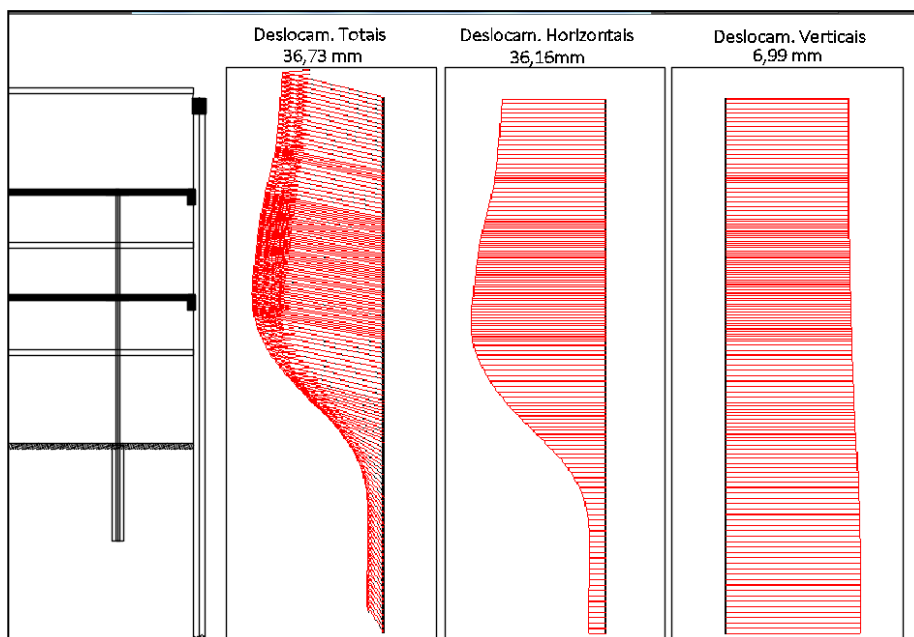 Deslocam. Totais
36,73 mm
Deslocam. Horizontais
36,16mm
Deslocam. Verticais
6,99 mm